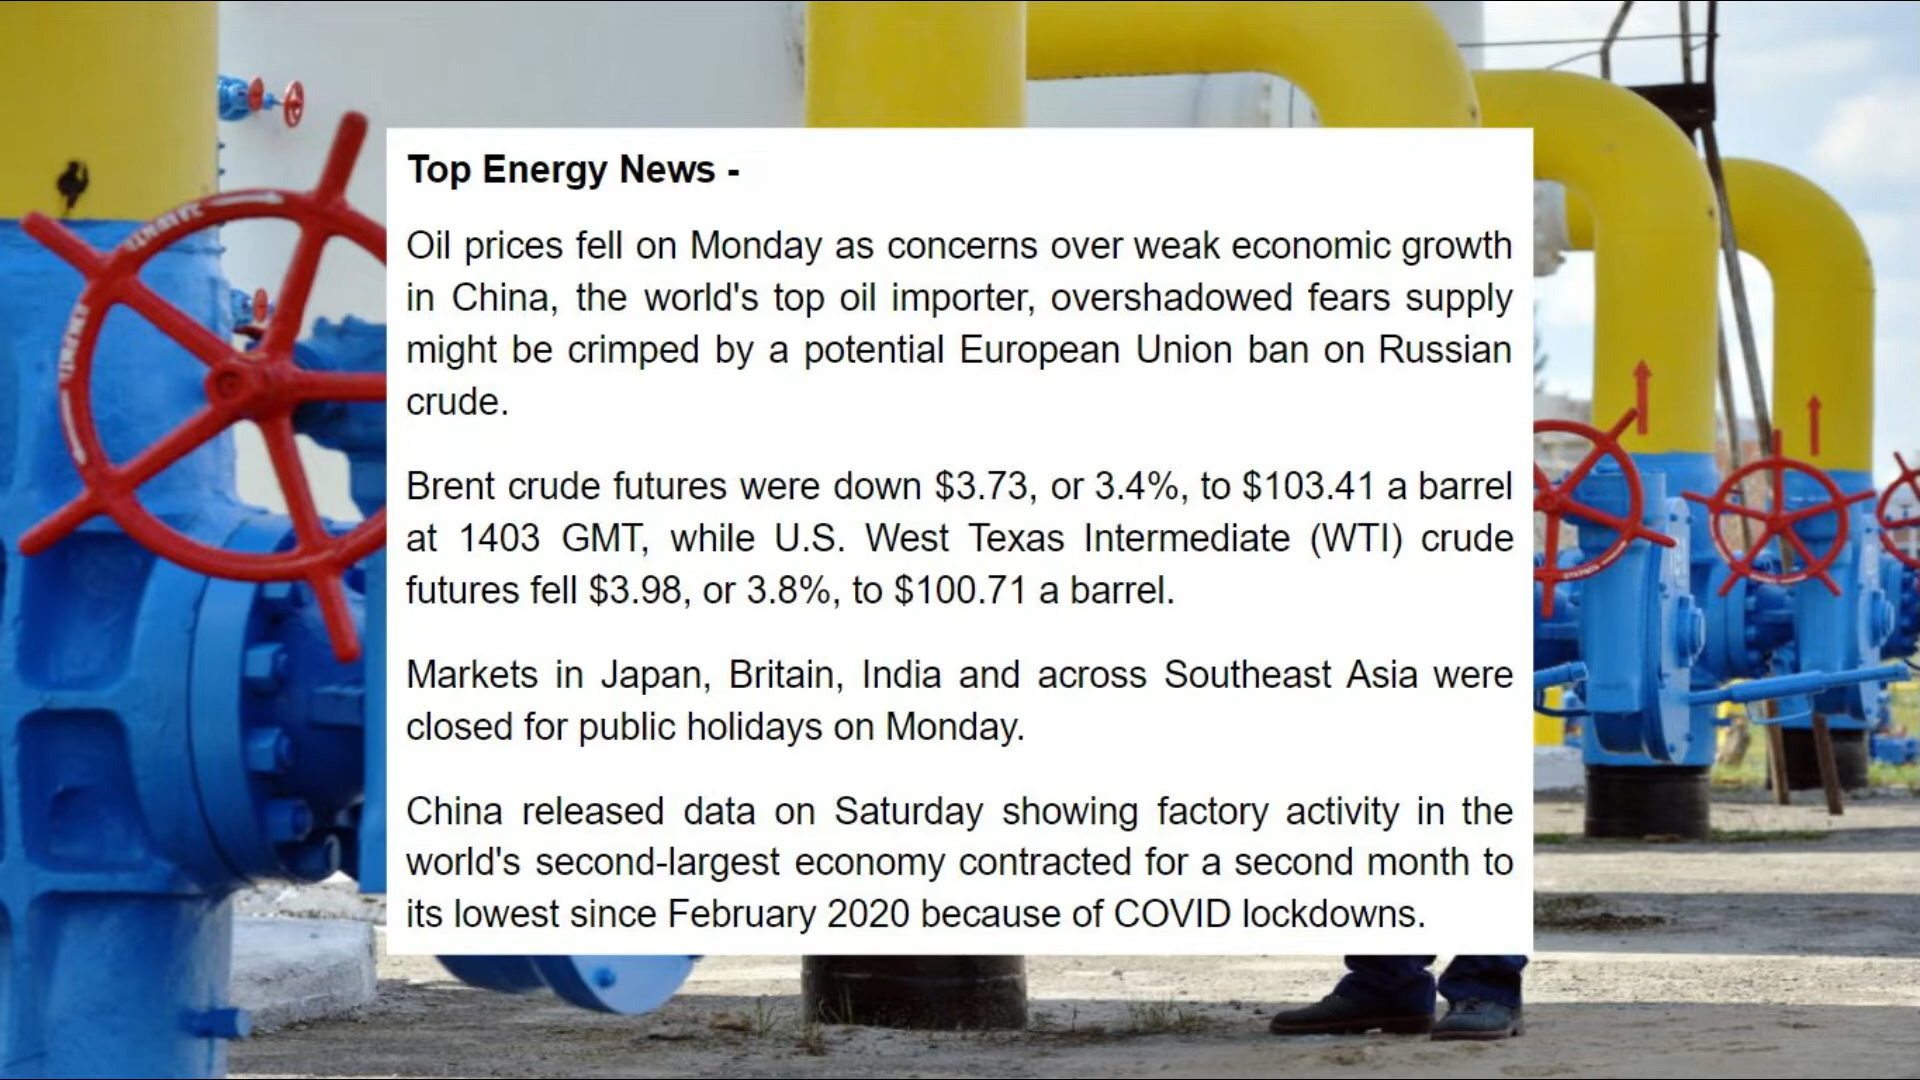 Top Energy News -
Oil prices fell on Monday as concerns over weak economic growth
in China, the world's top oil importer, overshadowed fears supply
might be crimped by a potential European Union ban on Russian
crude.
Brent crude futures were down $3.73, or 3.4%, to $103.41 a barrel
at 1403 GMT, while U.S. West Texas Intermediate (WTI) crude
futures fell $3.98, or 3.8%, to $100.71 a barrel.
Markets in Japan, Britain, India and across Southeast Asia were
closed for public holidays on Monday.
China released data on Saturday showing factory activity in the
world's second-largest economy contracted for a second month to
its lowest since February 2020 because of COVID lockdowns.